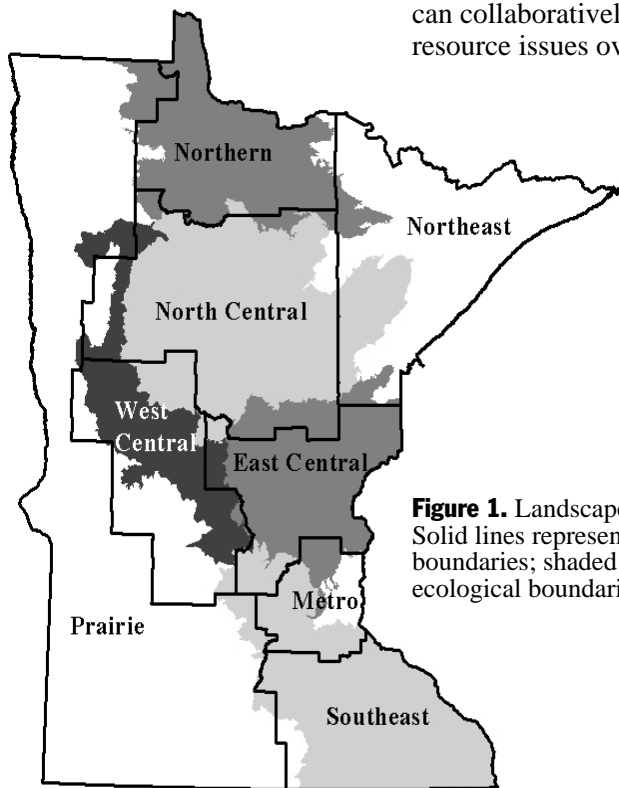 can collaboratively
resource issues ov
Northern
Northeast
North Central
West
Central
East Central
Figure 1. Landscape
Solid lines represen
boundaries; shaded
ecological boundari
Metro
Prairie
Southeast